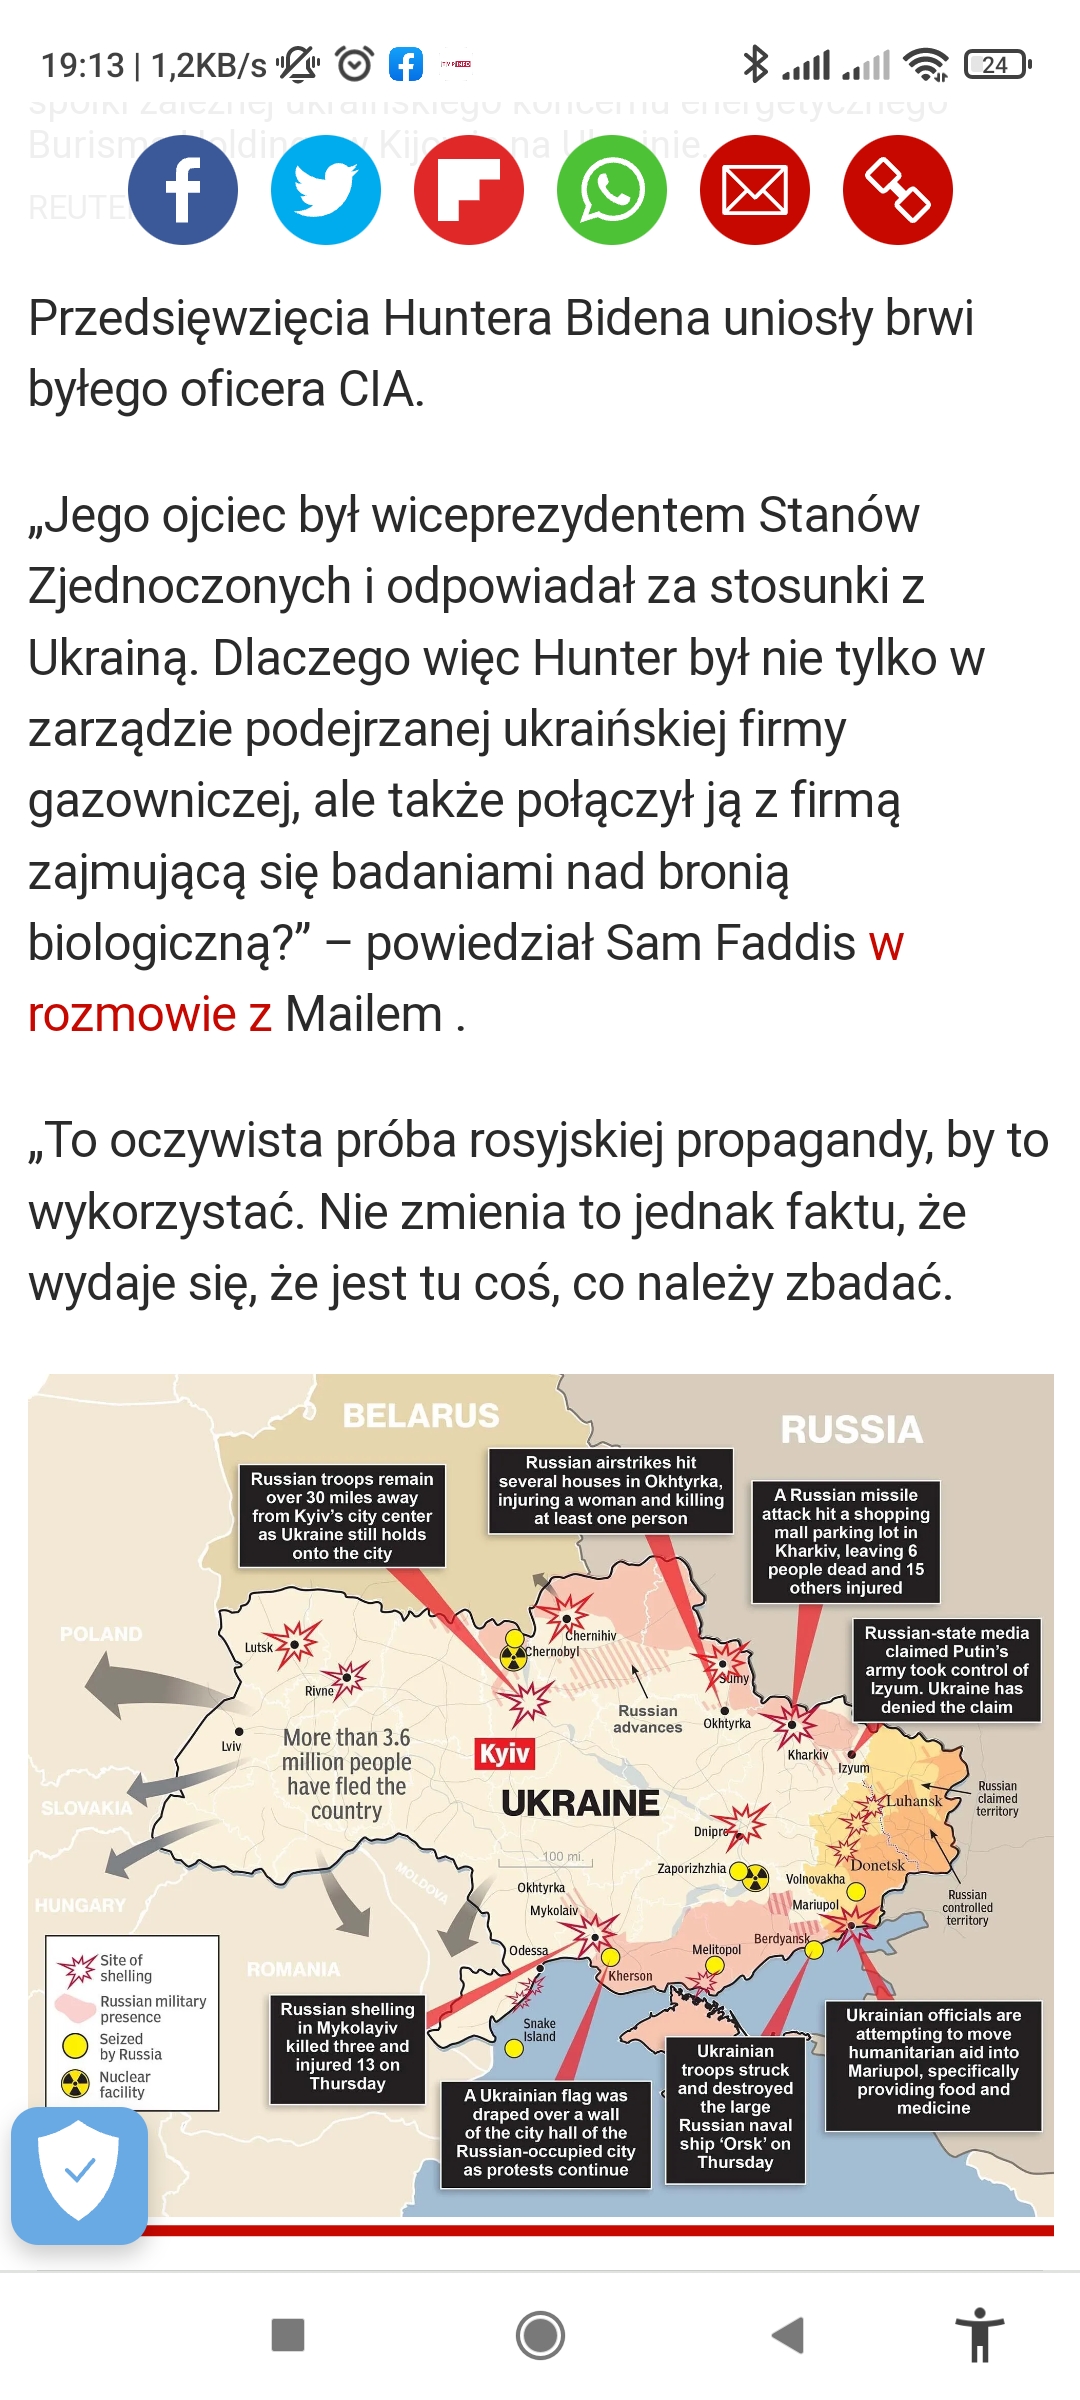 19:13 | 1,2KB/s
24
spółki zależnej ukraińskiego koncernu energetycznego
Przedsięwzięcia Huntera Bidena uniosły brwi
byłego oficera CIA.
„Jego ojciec był wiceprezydentem Stanów
Zjednoczonych i odpowiadał za stosunki z
Ukrainą. Dlaczego więc Hunter był nie tylko w
zarządzie podejrzanej ukraińskiej firmy
gazowniczej, ale także połączył ją z firmą
zajmującą się badaniami nad bronią
biologiczną?” – powiedział Sam Faddis w
rozmowie z Mailem .
„To oczywista próba rosyjskiej propagandy, by to
wykorzystać. Nie zmienia to jednak faktu, że
wydaje się, że jest tu coś, co należy zbadać.
BELARUS
RUSSIA
Russian troops remain
over 30 miles away
from Kyiv's city center
as Ukraine still holds
onto the city
Russian airstrikes hit
several houses in Okhtyrka,
injuring a woman and killing
at least one person
A Russian missile
attack hit a shopping
mall parking lot in
Kharkiv, leaving 6
people dead and 15
others injured
Russian-state media
claimed Putin's
army took control of
Izyum. Ukraine has
denied the claim
POLAND
Lutsk
Rivne
Lviv
Chernihiv
Chernobyl
Sumy
Russian
advances
Okhtyrka
Kharkiv
Izyum
More than 3.6
million people
have fled the
country
Kyiv
UKRAINE
SLOVAKIA
Luhansk
Russian
claimed
territory
Dnipro
100 mi.
Zaporizhzhia
Donetsk
Volnovakha
MOLDOVA
HUNGARY
Okhtyrka
Mykolaiv
Mariupol
Russian
controlled
territory
Odessa
Berdyansk
Melitopol
Kherson
ROMANIA
Snake
Island
Site of
shelling
Russian military
presence
Seized
by Russia
Nuclear
facility
Russian shelling
in Mykolayiv
killed three and
injured 13 on
Thursday
A Ukrainian flag was
draped over a wall
of the city hall of the
Russian-occupied city
as protests continue
Ukrainian
troops struck
and destroyed
the large
Russian naval
ship ‘Orsk’ on
Thursday
Ukrainian officials are
attempting to move
humanitarian aid into
Mariupol, specifically
providing food and
medicine